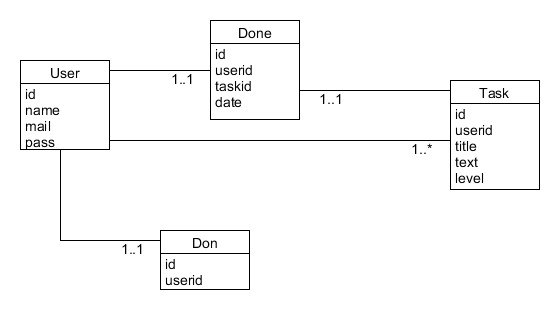 Done
id
userid
taskid
date
1..1
User
id
name
mail
pass
1..1
Task
id
userid
title
text
level
1..*
1..1
Don
id
userid